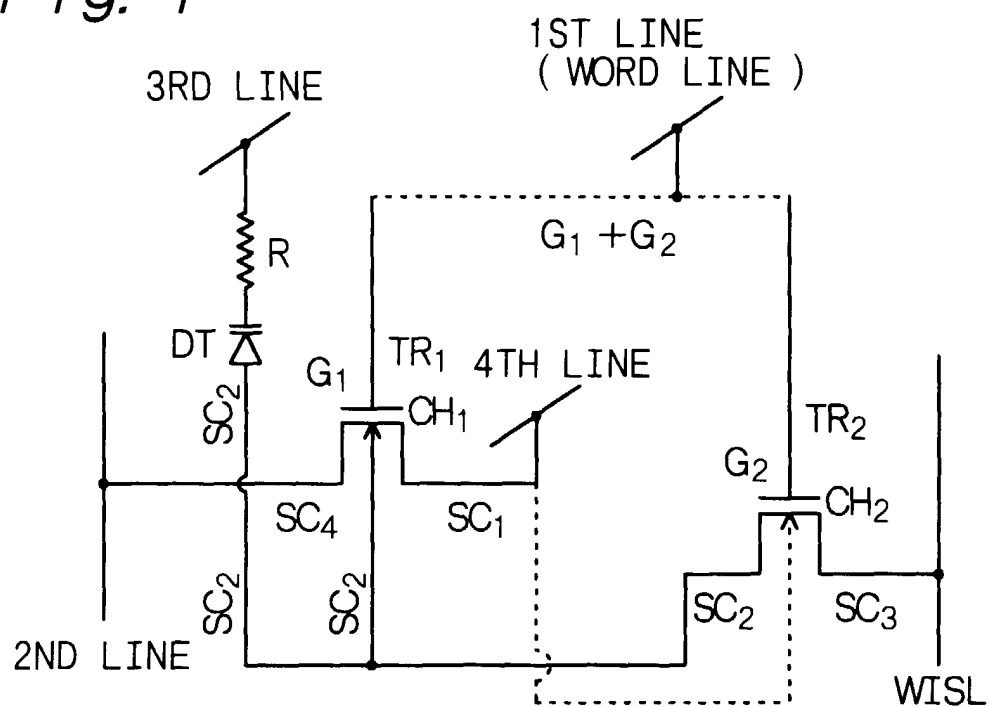 Fig. 1
1ST LINE
( WORD LINE )
3RD LINE
G1 +G2
R
DT
TR1
4TH LINE
G1
CH1
SC2
TR2
G2
CH2
SC4
SC1
SC2
SC2
SC2
SC3
2ND LINE
WISL